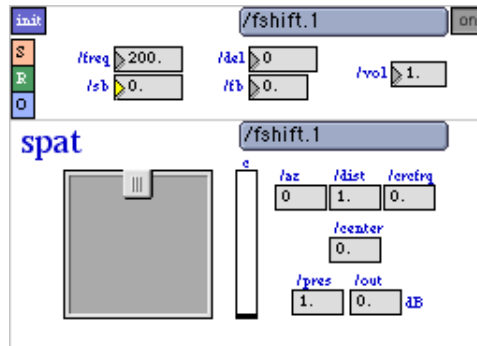 init /fshift.1 on
S /freq 200. /del 0
R /sb 0. /fb 0. /vol 1.
O
spat /fshift.1
c
/az /dist /crcfrq
0 1. 0.
/center
0.
/pres /out
1. 0. dB